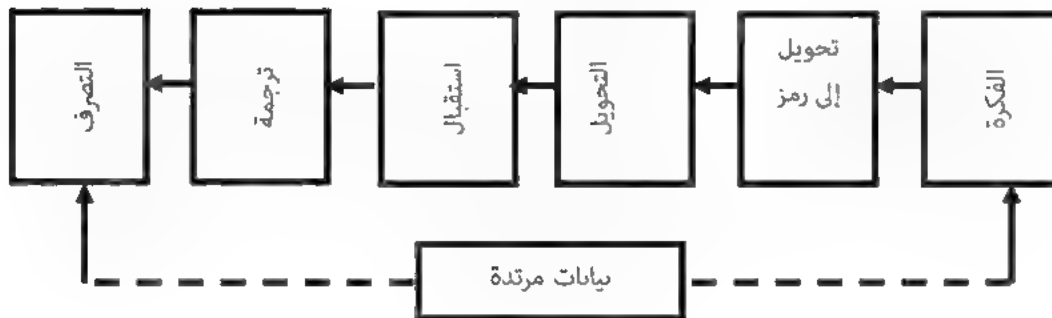 الفكرة
تحويل
إلى رمز
التحويل
استقبال
ترجمة
التصرف
بيانات مرتدة